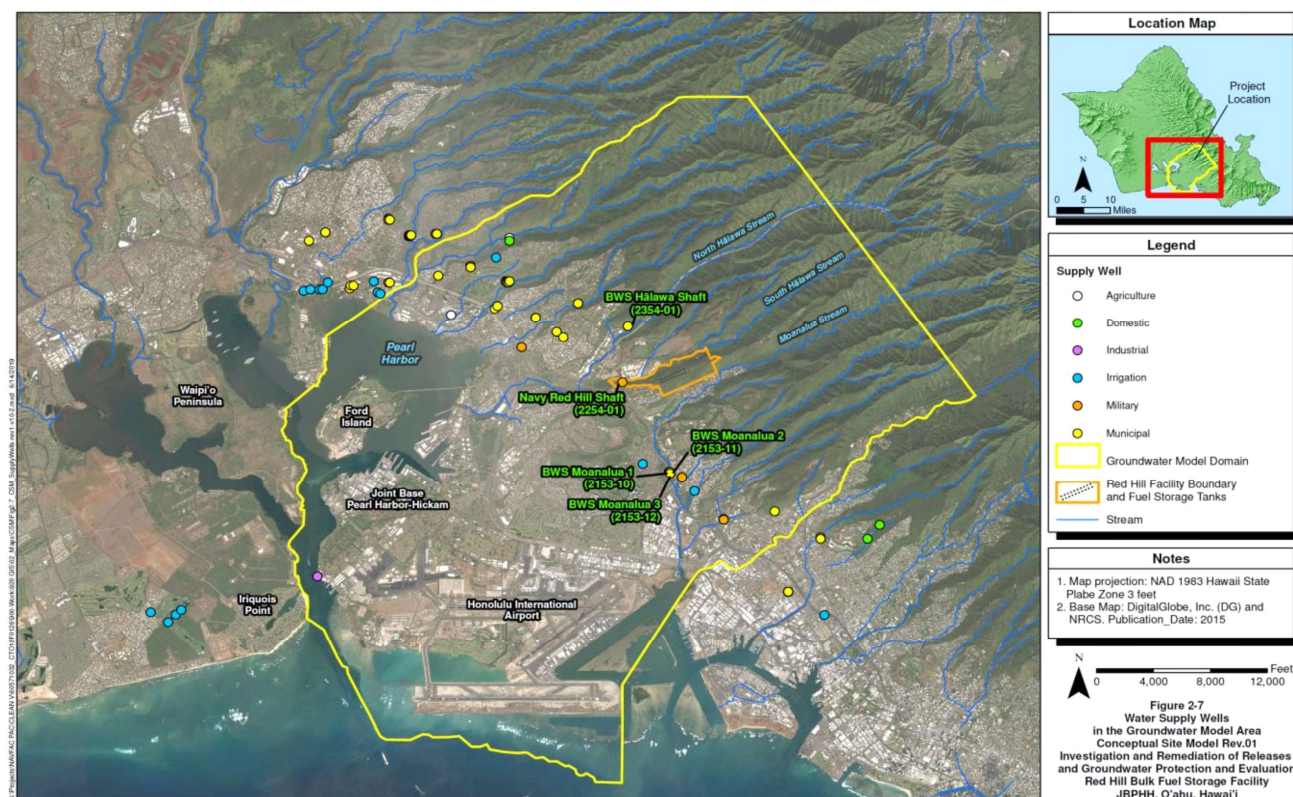 North Hālawa Stream
South Hālawa Stream
Moanalua Stream
BWS Hālawa Shaft
(2354-01)
Pearl
Harbor
Waipi'o
Peninsula
Ford
Island
Navy Red Hill Shaft
(2254-01)
BWS Moanalua 2
(2153-11)
BWS Moanalua 1
(2153-10)
BWS Moanalua 3
(2153-12)
Joint Base
Pearl Harbor-Hickam
Iriquois
Point
Honolulu International
Airport
Location Map
Project
Location
N
0 5 10
Miles
Legend
Supply Well
Agriculture
Domestic
Industrial
Irrigation
Military
Municipal
Groundwater Model Domain
Red Hill Facility Boundary
and Fuel Storage Tanks
Stream
Notes
1. Map projection: NAD 1983 Hawaii State
Plabe Zone 3 feet
2. Base Map: DigitalGlobe, Inc. (DG) and
NRCS. Publication_Date: 2015
N
Feet
0 4,000 8,000 12,000
Figure 2-7
Water Supply Wells
in the Groundwater Model Area
Conceptual Site Model Rev.01
Investigation and Remediation of Releases
and Groundwater Protection and Evaluation
Red Hill Bulk Fuel Storage Facility
JBPHH, O'ahu, Hawai'i